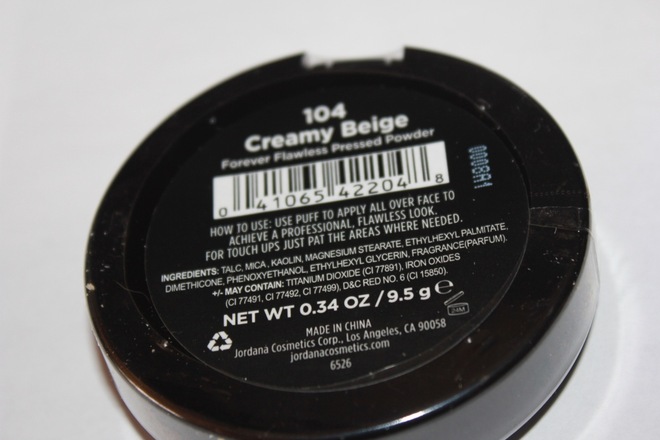 104
Creamy Beige
Forever Flawless Pressed Powder
0 41065 42204 8
HOW TO USE: USE PUFF TO APPLY ALL OVER FACE TO
ACHIEVE A PROFESSIONAL, FLAWLESS LOOK.
FOR TOUCH UPS JUST PAT THE AREAS WHERE NEEDED.
INGREDIENTS: TALC, MICA, KAOLIN, MAGNESIUM STEARATE, ETHYLHEXYL PALMITATE.
DIMETHICONE, PHENOXYETHANOL, ETHYLHEXYL GLYCERIN, FRAGRANCE(PARFUM).
+/- MAY CONTAIN: TITANIUM DIOXIDE (CI 77891), IRON OXIDES
(CI 77491, CI 77492, CI 77499). D&C RED NO. 6 (CI 15850).
NET WT 0.34 OZ / 9.5 g ℮
24M
MADE IN CHINA
Jordana Cosmetics Corp., Los Angeles, CA 90058
jordanacosmetics.com
6526